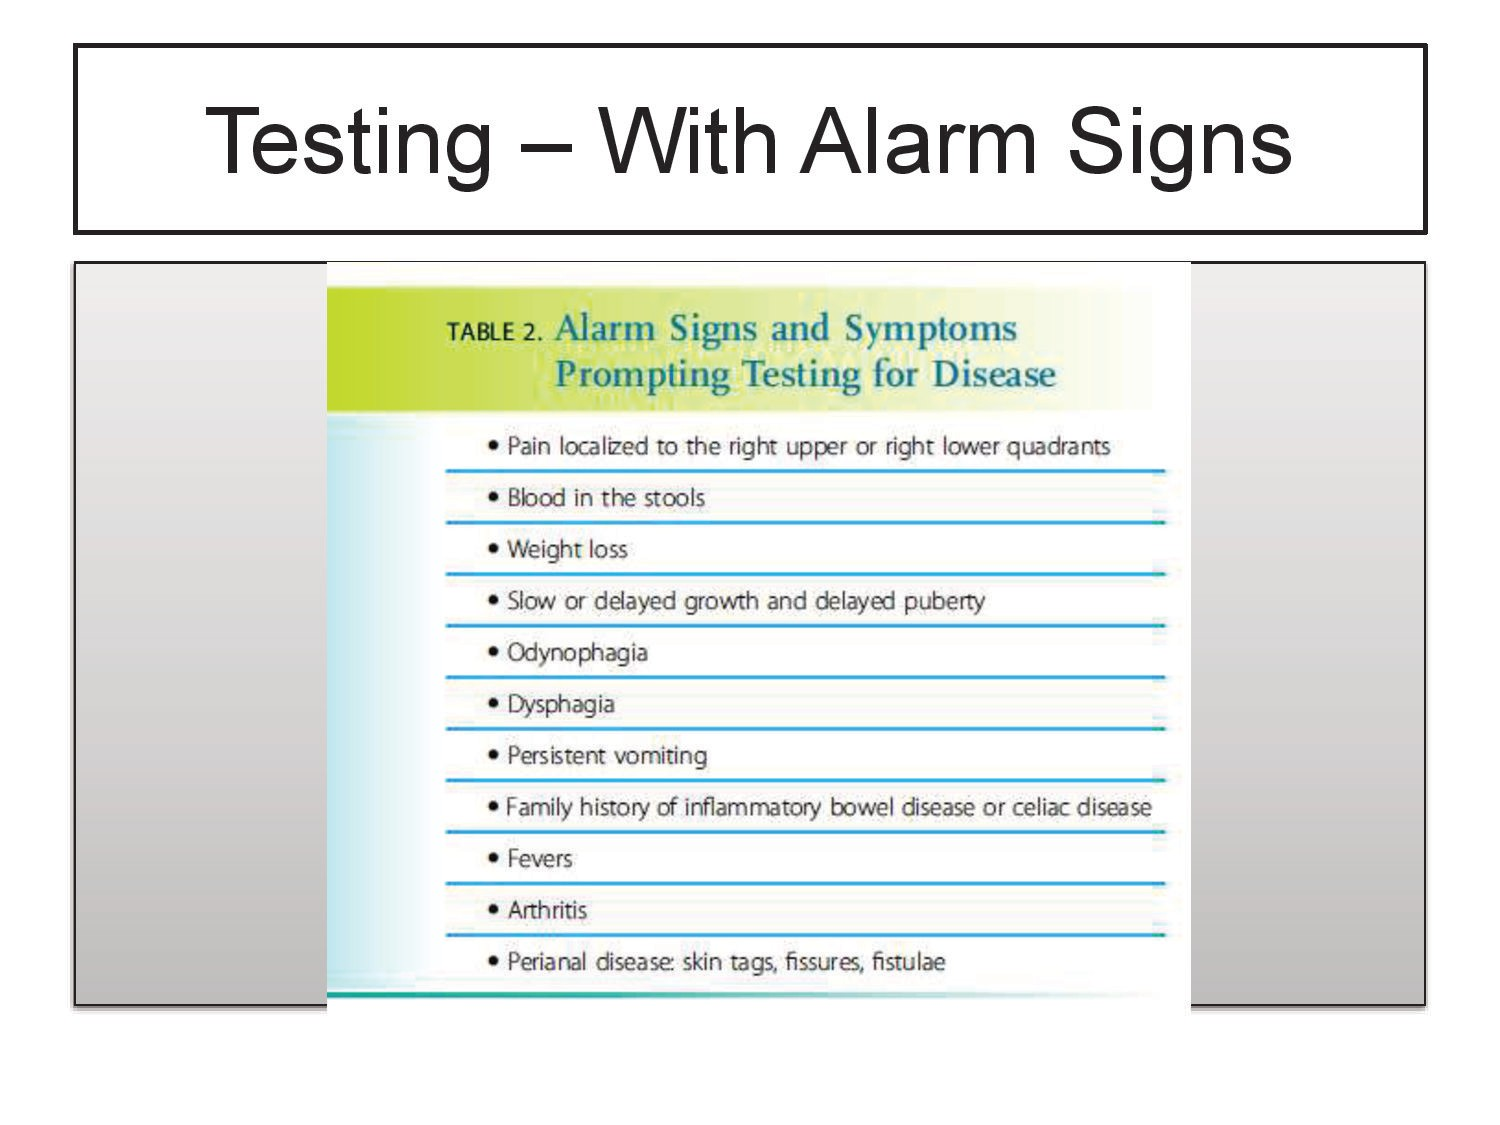 Testing – With Alarm Signs
TABLE 2. Alarm Signs and Symptoms
Prompting Testing for Disease
• Pain localized to the right upper or right lower quadrants
• Blood in the stools
• Weight loss
• Slow or delayed growth and delayed puberty
• Odynophagia
• Dysphagia
• Persistent vomiting
• Family history of inflammatory bowel disease or celiac disease
• Fevers
• Arthritis
• Perianal disease: skin tags, fissures, fistulae